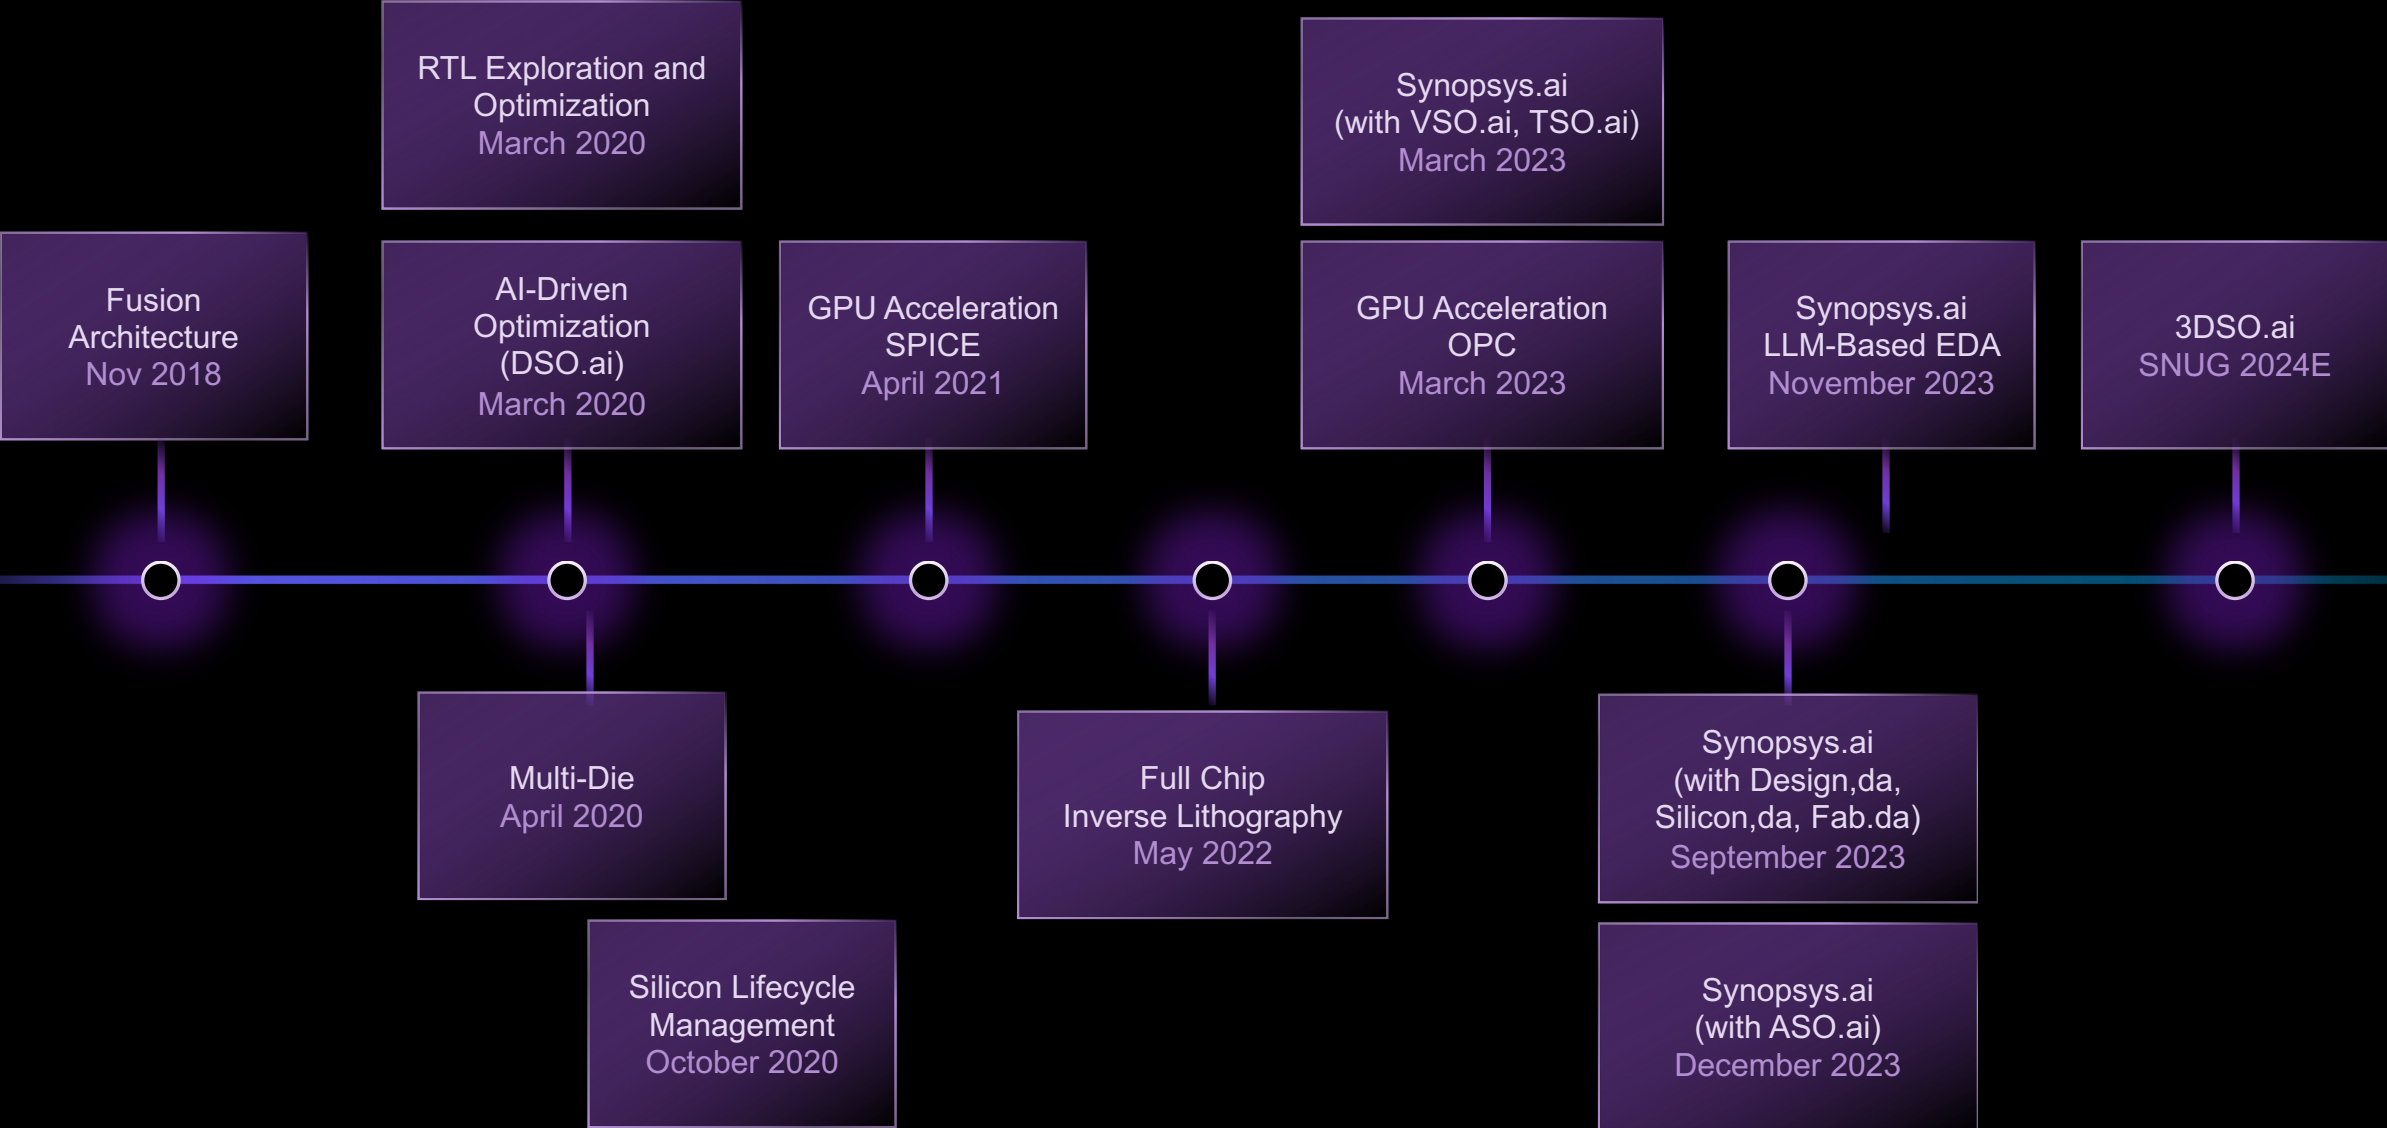 RTL Exploration and
Optimization
March 2020
Synopsys.ai
(with VSO.ai, TSO.ai)
March 2023
Fusion
Architecture
Nov 2018
AI-Driven
Optimization
(DSO.ai)
March 2020
GPU Acceleration
SPICE
April 2021
GPU Acceleration
OPC
March 2023
Synopsys.ai
LLM-Based EDA
November 2023
3DSO.ai
SNUG 2024E
Multi-Die
April 2020
Full Chip
Inverse Lithography
May 2022
Synopsys.ai
(with Design,da,
Silicon,da, Fab.da)
September 2023
Silicon Lifecycle
Management
October 2020
Synopsys.ai
(with ASO.ai)
December 2023